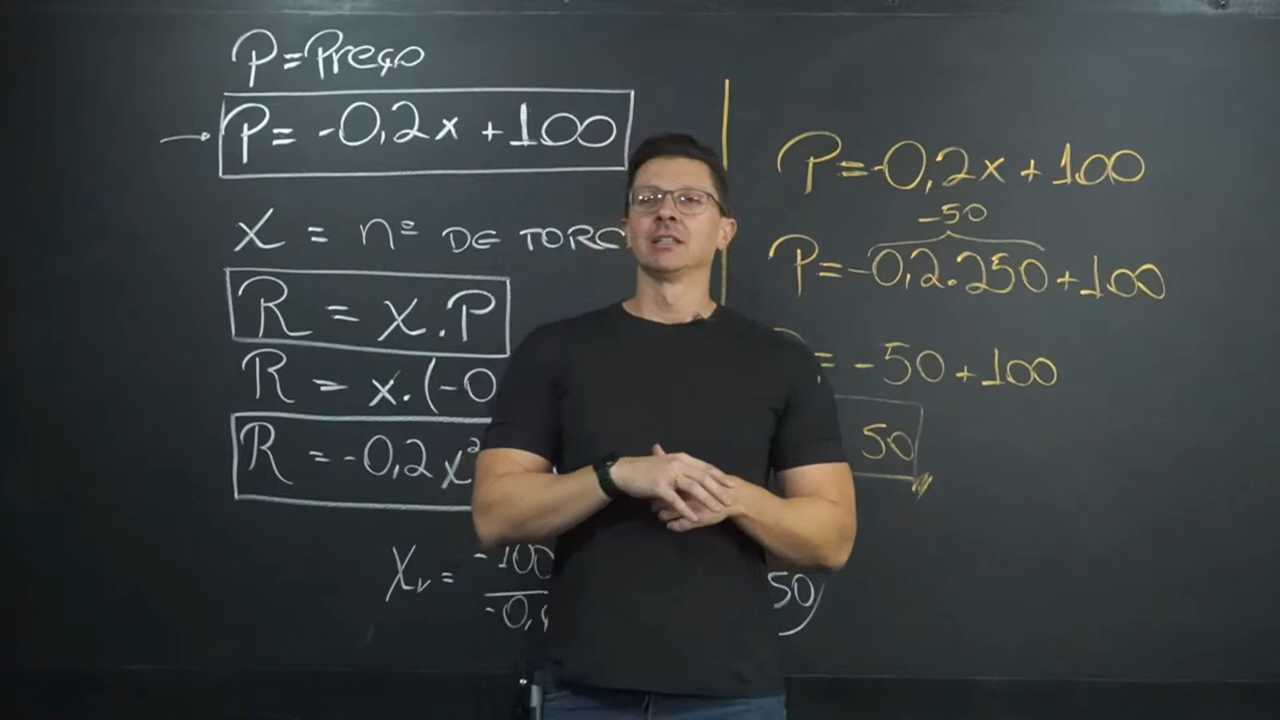 P=Preço
P= -0,2x +100
X = nº DE TORC
R = x.P
R = x.(-0
R = -0,2x²
Xv = -100
-0,4
50
P=-0,2x+100
-50
P=-0,2.250+100
= -50+100
50